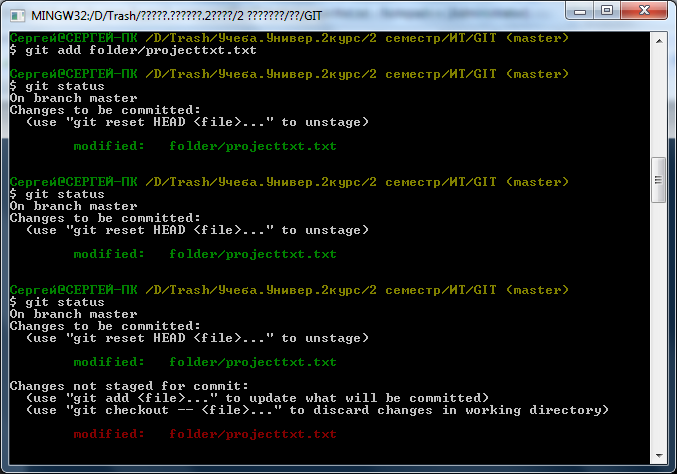 MINGW32:/D/Trash/?????.??????.2????/2 ???????/??/GIT
Сергей@СЕРГЕЙ-ПК /D/Trash/Учеба.Универ.2курс/2 семестр/ИТ/GIT (master)
$ git add folder/projecttxt.txt
Сергей@СЕРГЕЙ-ПК /D/Trash/Учеба.Универ.2курс/2 семестр/ИТ/GIT (master)
$ git status
On branch master
Changes to be committed:
(use "git reset HEAD <file>..." to unstage)
modified: folder/projecttxt.txt
Сергей@СЕРГЕЙ-ПК /D/Trash/Учеба.Универ.2курс/2 семестр/ИТ/GIT (master)
$ git status
On branch master
Changes to be committed:
(use "git reset HEAD <file>..." to unstage)
modified: folder/projecttxt.txt
Сергей@СЕРГЕЙ-ПК /D/Trash/Учеба.Универ.2курс/2 семестр/ИТ/GIT (master)
$ git status
On branch master
Changes to be committed:
(use "git reset HEAD <file>..." to unstage)
modified: folder/projecttxt.txt
Changes not staged for commit:
(use "git add <file>..." to update what will be committed)
(use "git checkout -- <file>..." to discard changes in working directory)
modified: folder/projecttxt.txt